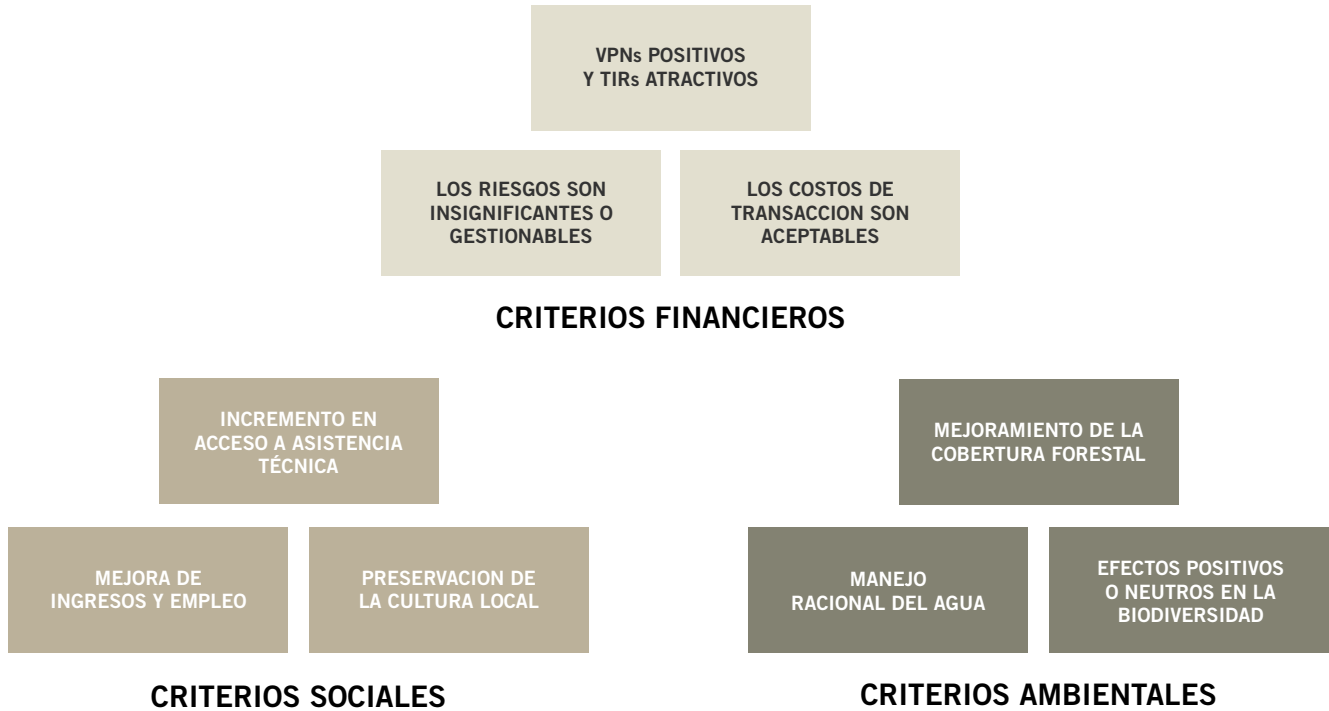 VPNs POSITIVOS
Y TIRs ATRACTIVOS
LOS RIESGOS SON
INSIGNIFICANTES O
GESTIONABLES
LOS COSTOS DE
TRANSACCION SON
ACEPTABLES
CRITERIOS FINANCIEROS
INCREMENTO EN
ACCESO A ASISTENCIA
TÉCNICA
MEJORA DE
INGRESOS Y EMPLEO
PRESERVACION DE
LA CULTURA LOCAL
CRITERIOS SOCIALES
MEJORAMIENTO DE LA
COBERTURA FORESTAL
MANEJO
RACIONAL DEL AGUA
EFECTOS POSITIVOS
O NEUTROS EN LA
BIODIVERSIDAD
CRITERIOS AMBIENTALES